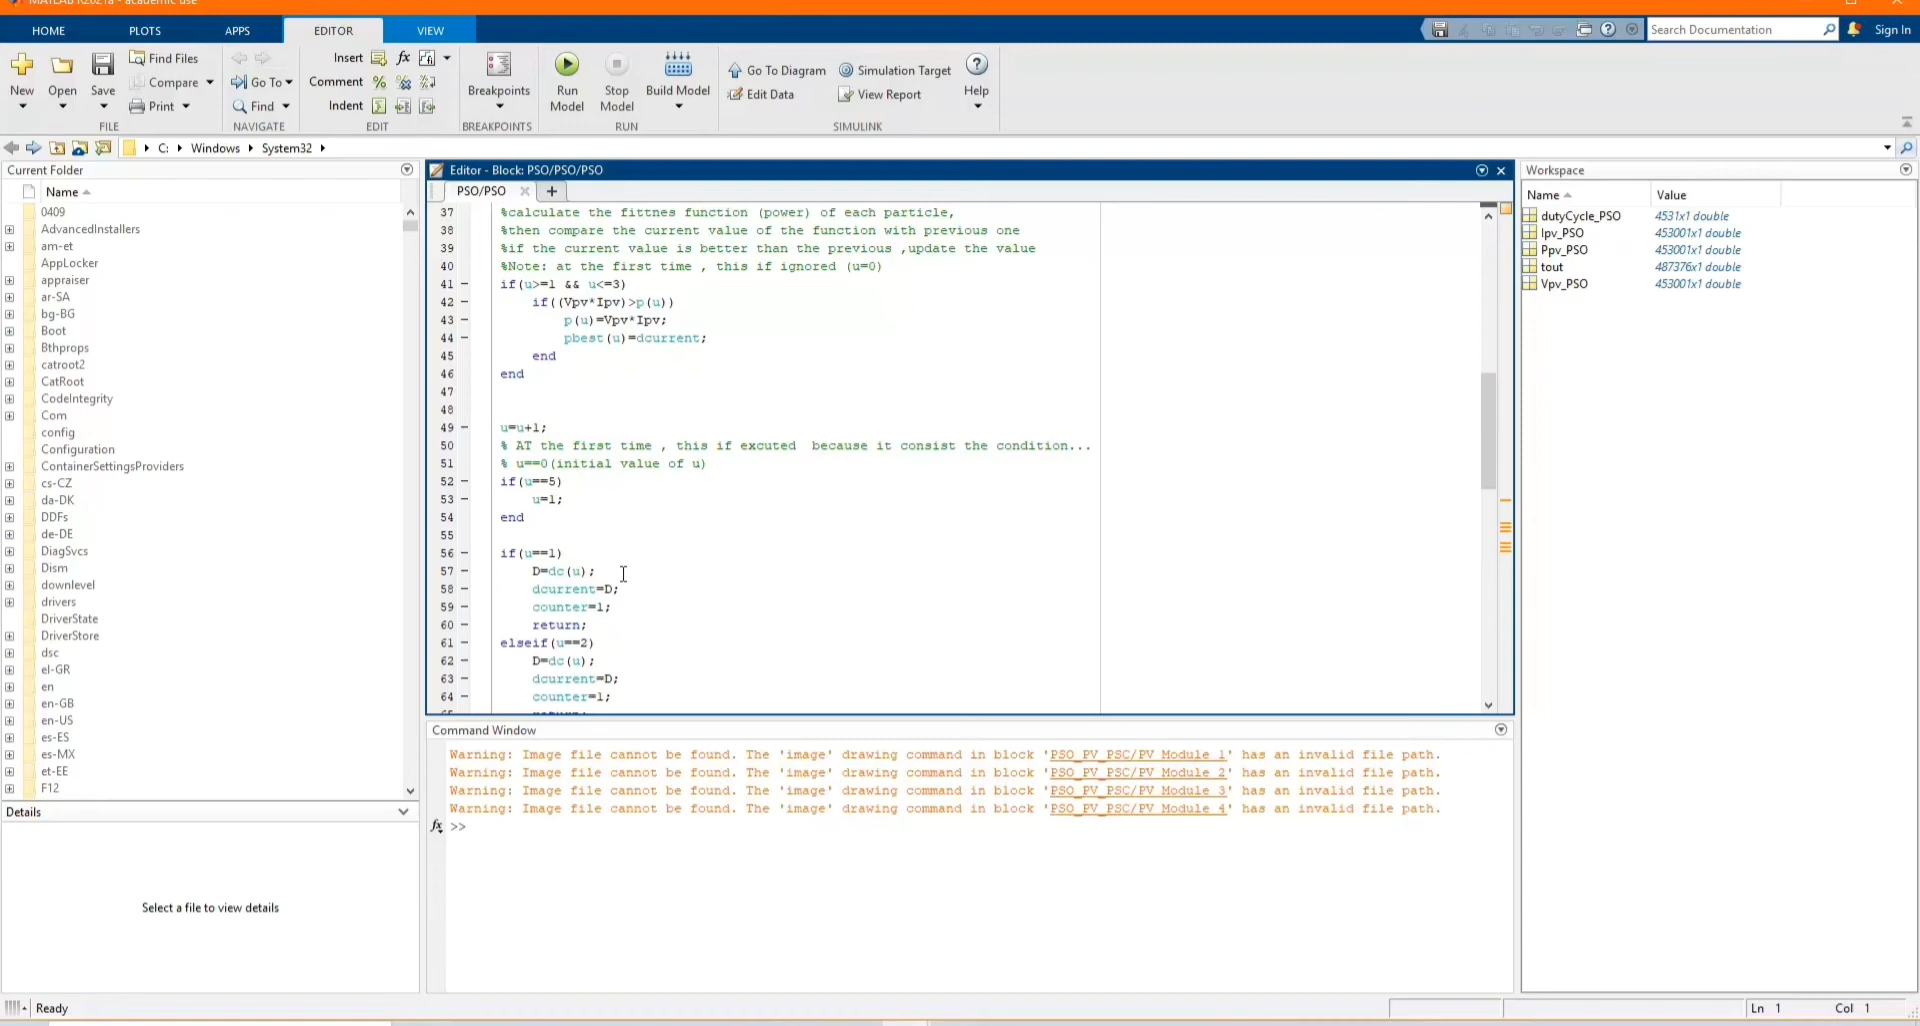 MATLAB R2021a - academic use
HOME PLOTS APPS EDITOR VIEW
Search Documentation
Sign In
New Open Save
Find Files
Compare
Print
FILE
Go To
Find
NAVIGATE
Insert
Comment
Indent
EDIT
Breakpoints
BREAKPOINTS
Run Model
Stop Model
Build Model
RUN
Go To Diagram
Simulation Target
Edit Data
View Report
Help
SIMULINK
C: Windows System32
Current Folder
Name
0409
AdvancedInstallers
am-et
AppLocker
appraiser
ar-SA
bg-BG
Boot
Bthprops
catroot2
CatRoot
CodeIntegrity
Com
config
Configuration
ContainerSettingsProviders
cs-CZ
da-DK
DDFs
de-DE
DiagSvcs
Dism
downlevel
drivers
DriverState
DriverStore
dsc
el-GR
en
en-GB
en-US
es-ES
es-MX
et-EE
F12
Details
Select a file to view details
Editor - Block: PSO/PSO/PSO
PSO/PSO
37 %calculate the fittnes function (power) of each particle,
38 %then compare the current value of the function with previous one
39 %if the current value is better than the previous ,update the value
40 %Note: at the first time , this if ignored (u=0)
41 – if(u>=1 && u<=3)
42 – if((Vpv*Ipv)>p(u))
43 – p(u)=Vpv*Ipv;
44 – pbest(u)=dcurrent;
45 end
46 end
47
48
49 – u=u+1;
50 % AT the first time , this if excuted  because it consist the condition...
51 % u==0(initial value of u)
52 – if(u==5)
53 – u=1;
54 end
55
56 – if(u==1)
57 – D=dc(u);
58 – dcurrent=D;
59 – counter=1;
60 – return;
61 – elseif(u==2)
62 – D=dc(u);
63 – dcurrent=D;
64 – counter=1;
Command Window
Warning: Image file cannot be found. The 'image' drawing command in block 'PSO_PV_PSC/PV Module 1' has an invalid file path.
Warning: Image file cannot be found. The 'image' drawing command in block 'PSO_PV_PSC/PV Module 2' has an invalid file path.
Warning: Image file cannot be found. The 'image' drawing command in block 'PSO_PV_PSC/PV Module 3' has an invalid file path.
Warning: Image file cannot be found. The 'image' drawing command in block 'PSO_PV_PSC/PV Module 4' has an invalid file path.
fx >>
Workspace
Name Value
dutyCycle_PSO 4531x1 double
Ipv_PSO 453001x1 double
Ppv_PSO 453001x1 double
tout 487376x1 double
Vpv_PSO 453001x1 double
Ready
Ln 1 Col 1